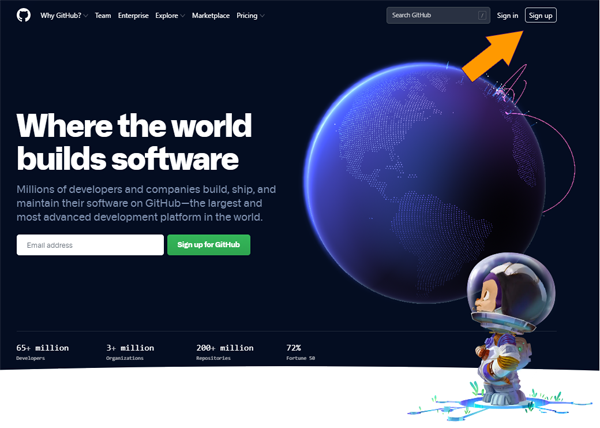 Why GitHub? Team Enterprise Explore Marketplace Pricing Search GitHub / Sign in Sign up
Where the world
builds software
Millions of developers and companies build, ship, and
maintain their software on GitHub—the largest and
most advanced development platform in the world.
Email address Sign up for GitHub
65+ million 3+ million 200+ million 72%
Developers Organizations Repositories Fortune 50